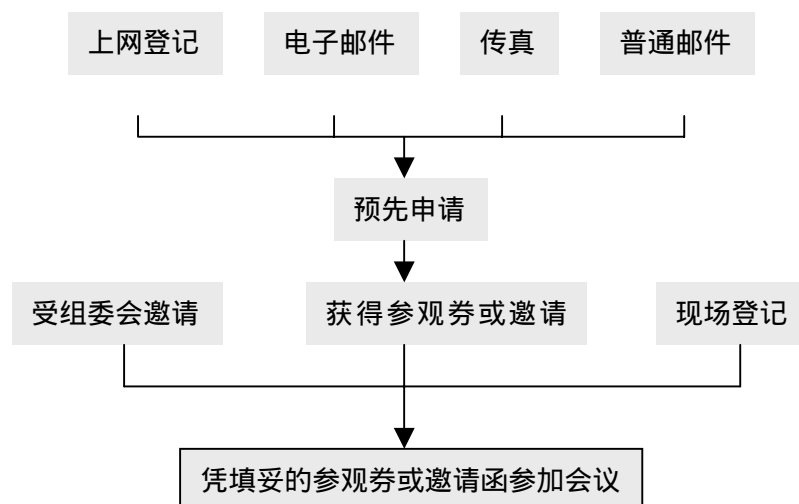 上网登记
电子邮件
传真
普通邮件
预先申请
受组委会邀请
获得参观券或邀请
现场登记
凭填妥的参观券或邀请函参加会议